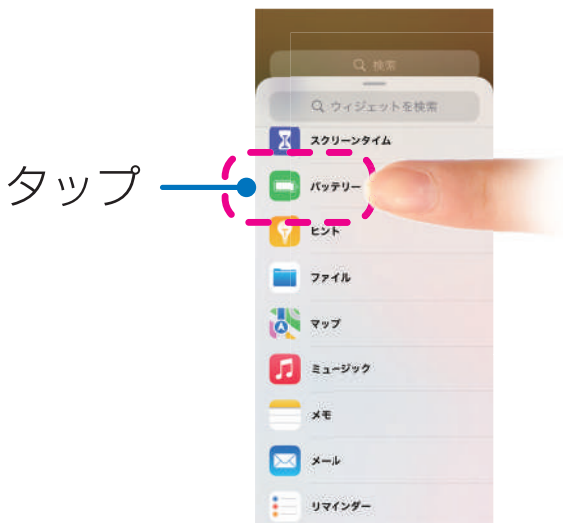 検索
ウィジェットを検索
スクリーンタイム
タップ
バッテリー
ヒント
ファイル
マップ
ミュージック
メモ
メール
リマインダー